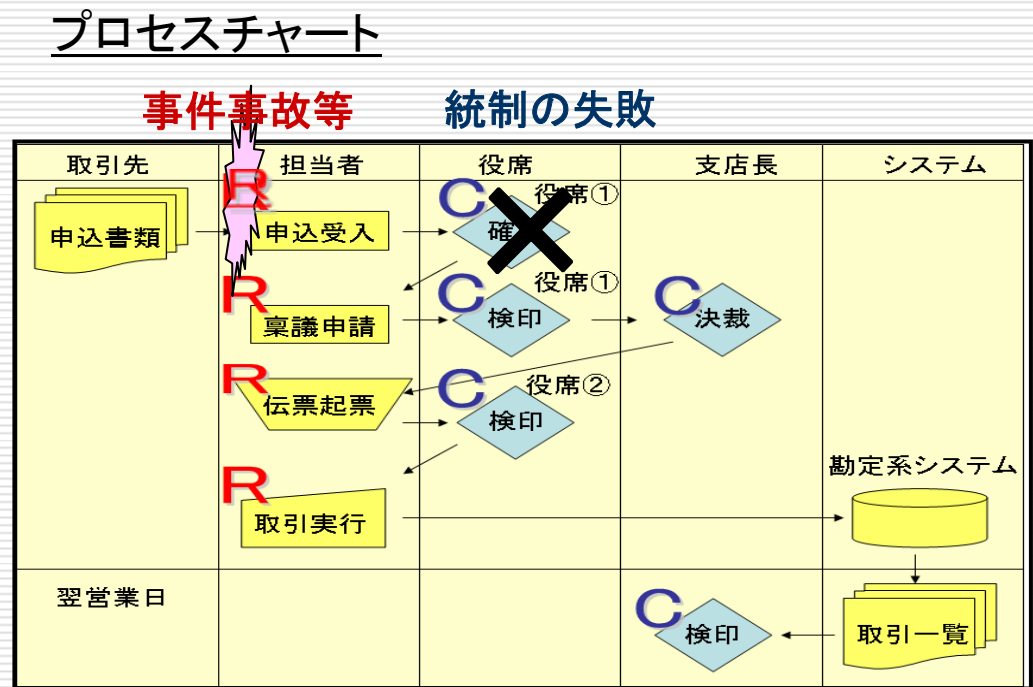 プロセスチャート
事件事故等 統制の失敗
取引先 担当者 役席 支店長 システム
R C 役席①
申込書類 申込受入 確
R C 役席① C
稟議申請 検印 決裁
R C 役席②
伝票起票 検印
勘定系システム
R
取引実行
翌営業日 C
検印 取引一覧